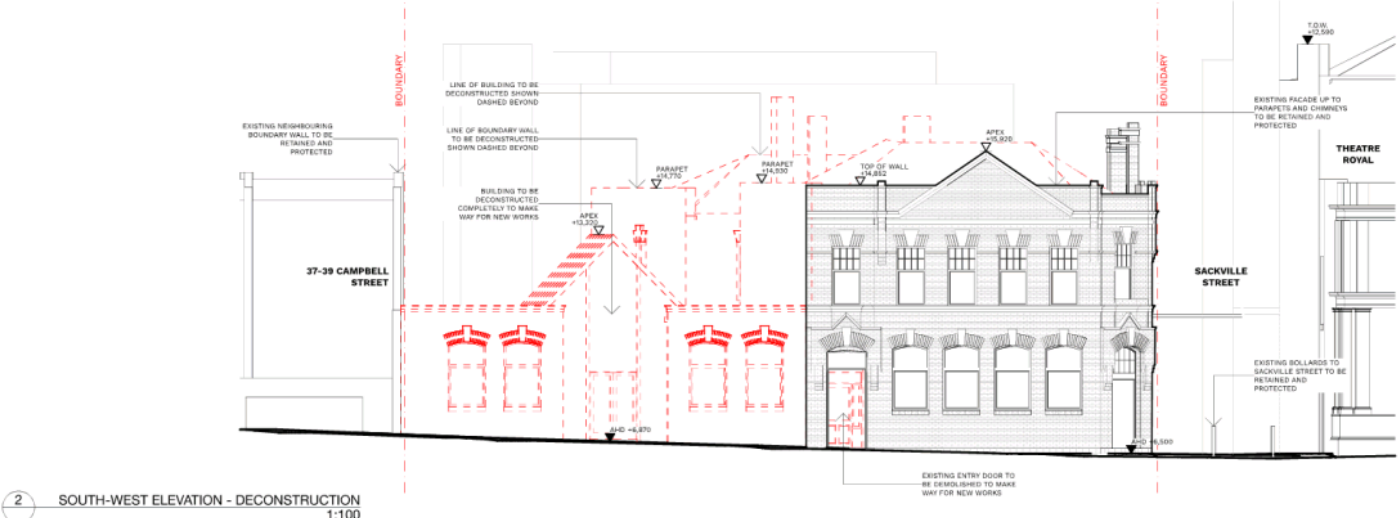 T.O.W.
+12,590
BOUNDARY
BOUNDARY
LINE OF BUILDING TO BE
DECONSTRUCTED SHOWN
DASHED BEYOND
EXISTING FACADE UP TO
PARAPETS AND CHIMNEYS
TO BE RETAINED AND
PROTECTED
EXISTING NEIGHBOURING
BOUNDARY WALL TO BE
RETAINED AND
PROTECTED
LINE OF BOUNDARY WALL
TO BE DECONSTRUCTED
SHOWN DASHED BEYOND
APEX
+15,920
THEATRE
ROYAL
PARAPET
+14,770
PARAPET
+14,930
TOP OF WALL
+14,852
BUILDING TO BE
DECONSTRUCTED
COMPLETELY TO MAKE
WAY FOR NEW WORKS
APEX
+13,320
37-39 CAMPBELL
STREET
SACKVILLE
STREET
EXISTING BOLLARDS TO
SACKVILLE STREET TO BE
RETAINED AND
PROTECTED
AHD +6,870
AHD +6,500
EXISTING ENTRY DOOR TO
BE DEMOLISHED TO MAKE
WAY FOR NEW WORKS
2
SOUTH-WEST ELEVATION - DECONSTRUCTION
1:100